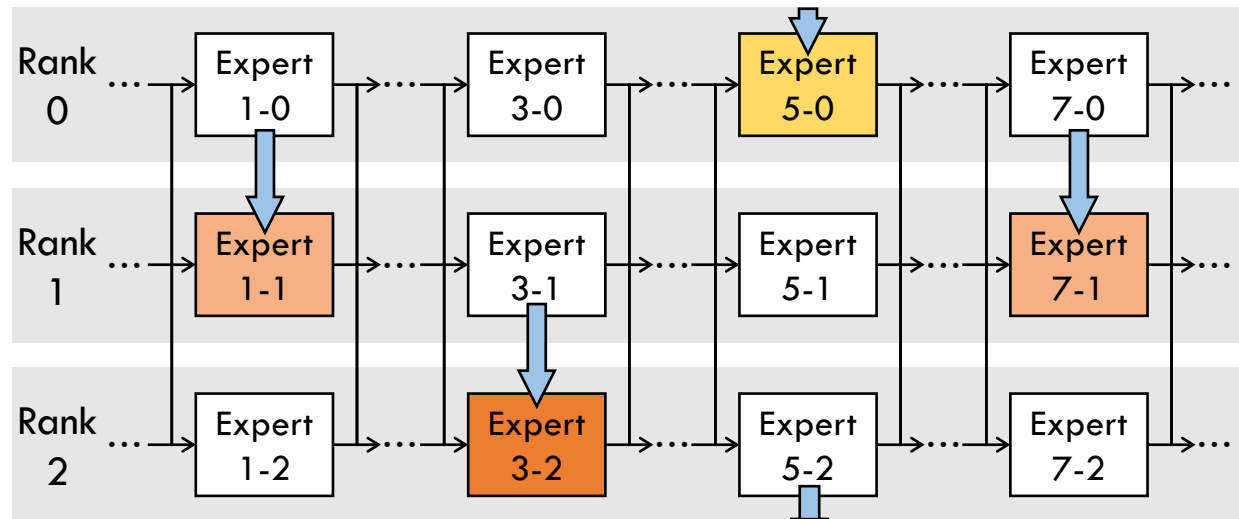 Rank
0
···
Expert
1-0
···
Expert
3-0
···
Expert
5-0
···
Expert
7-0
···
Rank
1
···
Expert
1-1
···
Expert
3-1
···
Expert
5-1
···
Expert
7-1
···
Rank
2
···
Expert
1-2
···
Expert
3-2
···
Expert
5-2
···
Expert
7-2
···